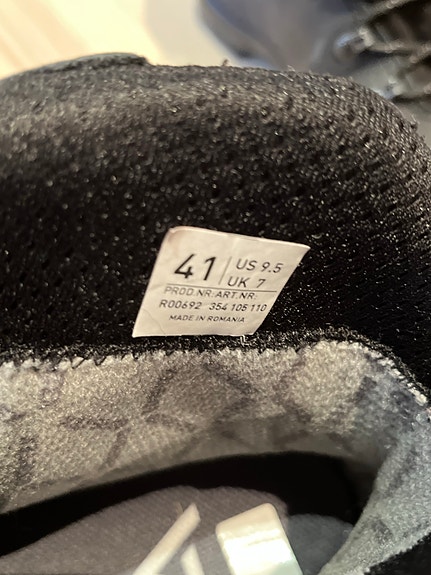 41 US 9.5
UK 7
PROD.NR: ART.NR:
R00692 354 105 110
MADE IN ROMANIA